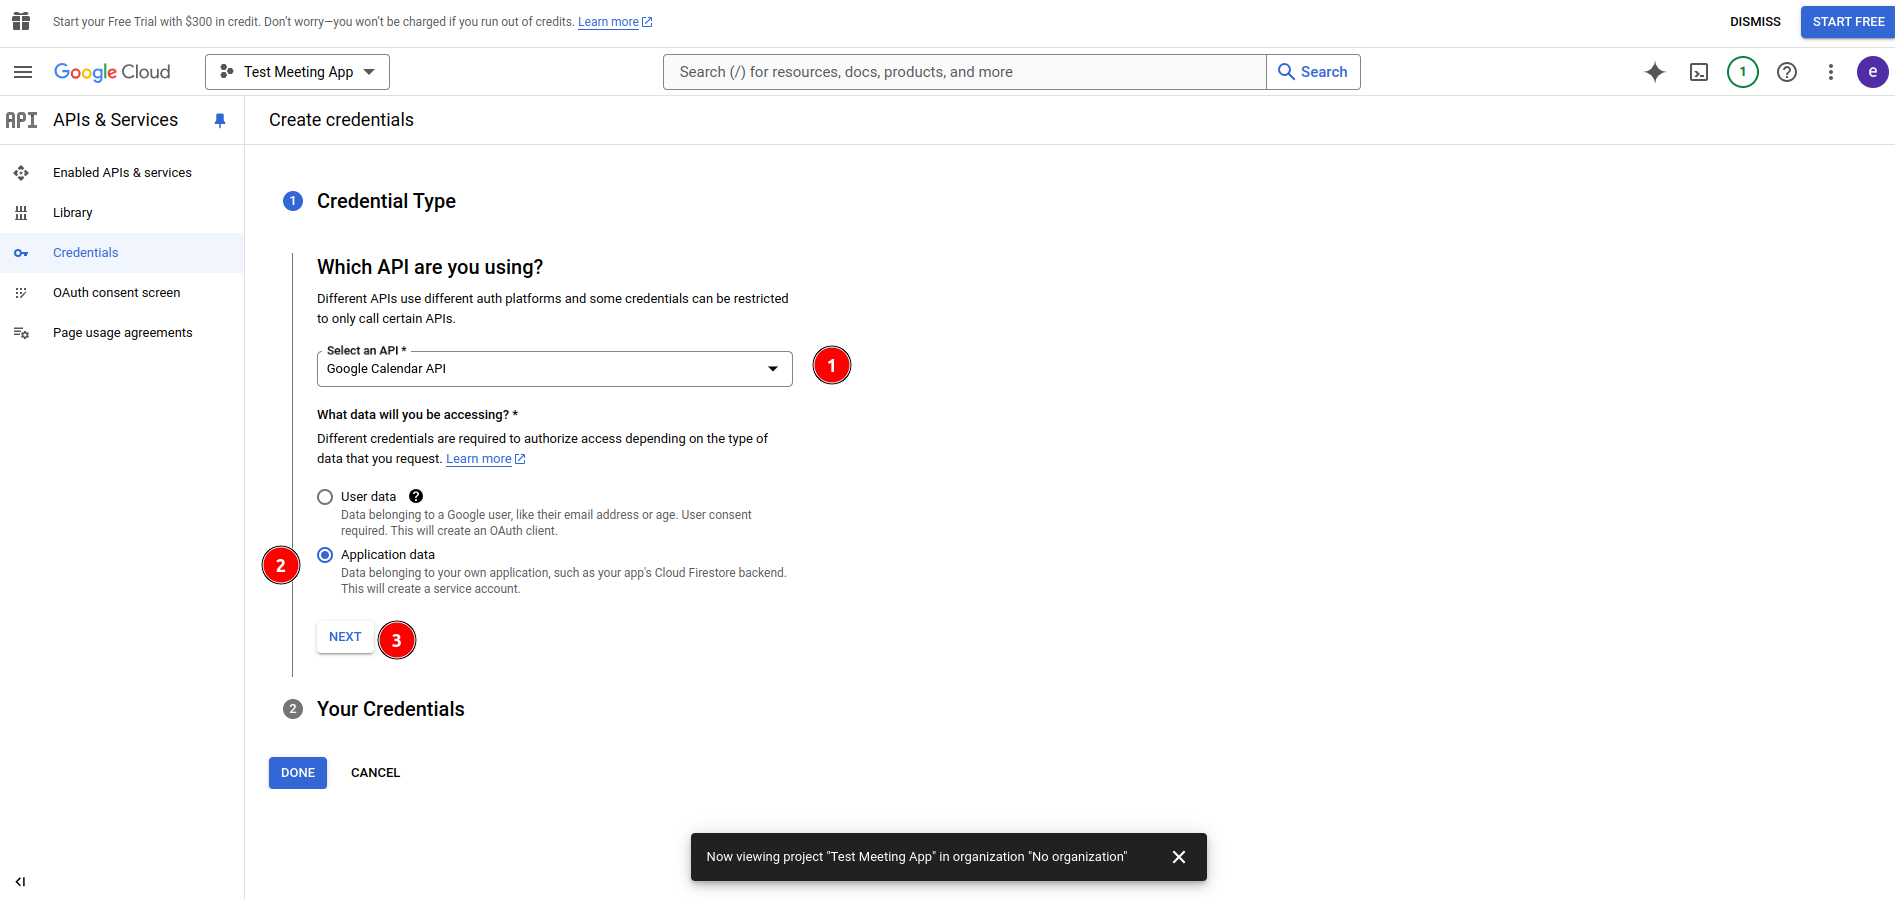 Start your Free Trial with $300 in credit. Don't worry—you won't be charged if you run out of credits. Learn more
DISMISS
START FREE
Google Cloud
Test Meeting App
Search (/) for resources, docs, products, and more
Search
1
e
API
APIs & Services
Create credentials
Enabled APIs & services
Library
Credentials
OAuth consent screen
Page usage agreements
1
Credential Type
Which API are you using?
Different APIs use different auth platforms and some credentials can be restricted
to only call certain APIs.
Select an API *
Google Calendar API
1
What data will you be accessing? *
Different credentials are required to authorize access depending on the type of
data that you request. Learn more
User data
Data belonging to a Google user, like their email address or age. User consent
required. This will create an OAuth client.
2
Application data
Data belonging to your own application, such as your app's Cloud Firestore backend.
This will create a service account.
NEXT
3
2
Your Credentials
DONE
CANCEL
Now viewing project "Test Meeting App" in organization "No organization"